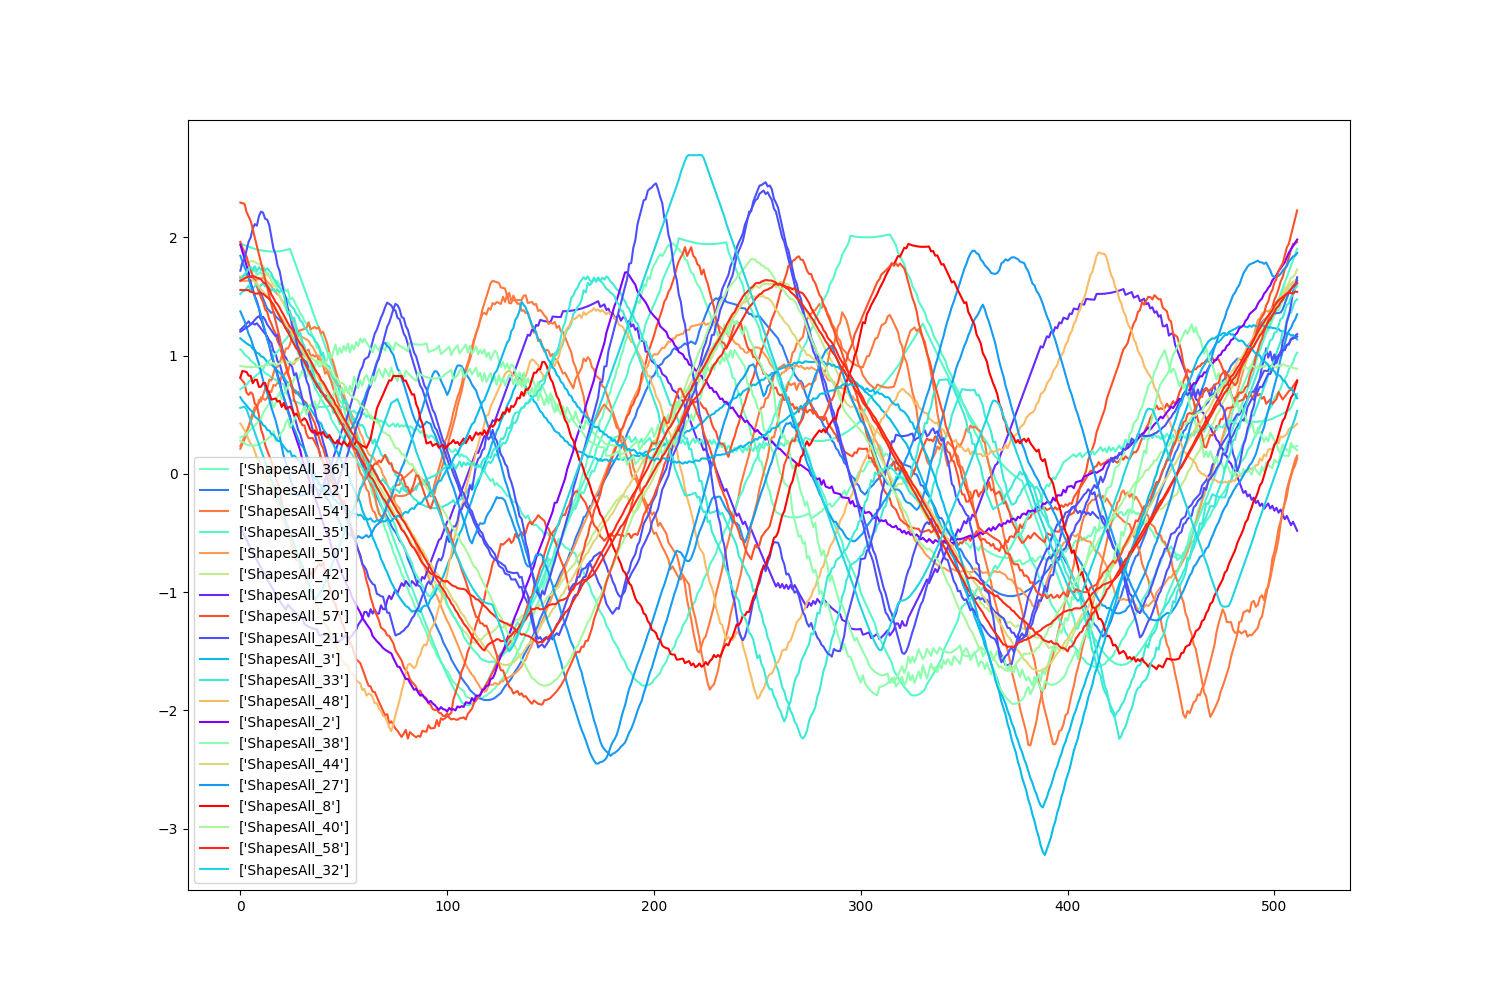 2
1
0
−1
−2
−3
['ShapesAll_36']
['ShapesAll_22']
['ShapesAll_54']
['ShapesAll_35']
['ShapesAll_50']
['ShapesAll_42']
['ShapesAll_20']
['ShapesAll_57']
['ShapesAll_21']
['ShapesAll_3']
['ShapesAll_33']
['ShapesAll_48']
['ShapesAll_2']
['ShapesAll_38']
['ShapesAll_44']
['ShapesAll_27']
['ShapesAll_8']
['ShapesAll_40']
['ShapesAll_58']
['ShapesAll_32']
0 100 200 300 400 500